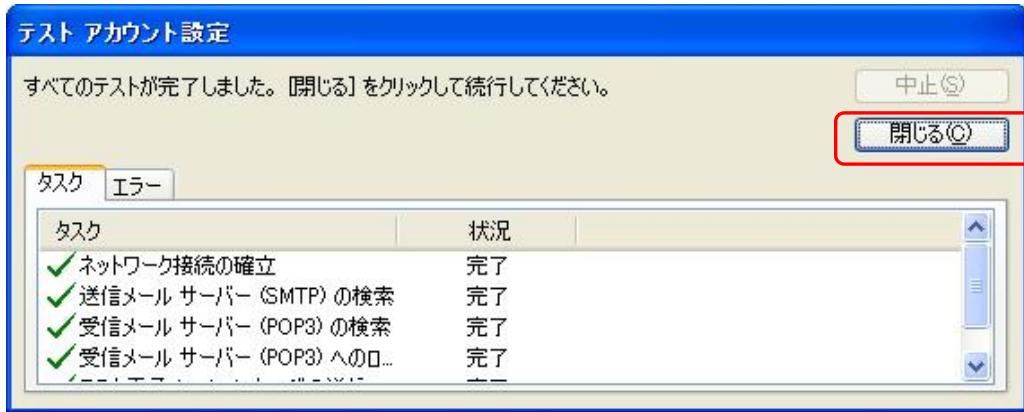 テスト アカウント設定
すべてのテストが完了しました。[閉じる] をクリックして続行してください。
中止(S)
閉じる(C)
タスク エラー
タスク 状況
ネットワーク接続の確立 完了
送信メール サーバー (SMTP) の検索 完了
受信メール サーバー (POP3) の検索 完了
受信メール サーバー (POP3) へのロ... 完了